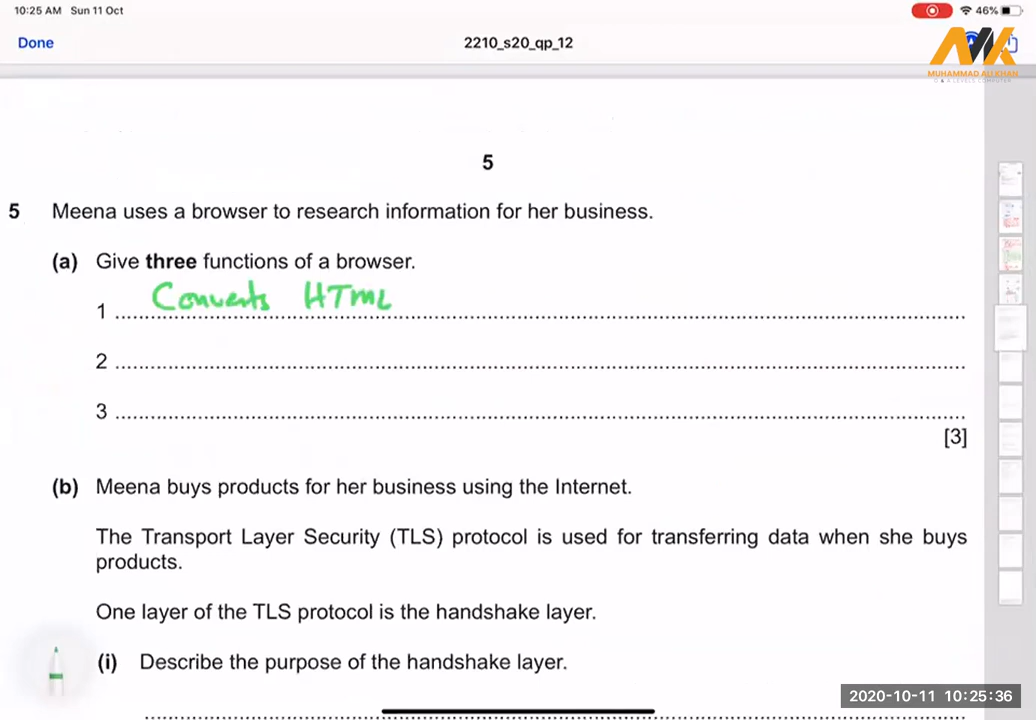 10:25 AM Sun 11 Oct
46%
Done
2210_s20_qp_12
MUHAMMAD ALI KHAN
O & A LEVELS COMPUTER
5
5 Meena uses a browser to research information for her business.
(a) Give three functions of a browser.
1 Converts HTML
2
3
[3]
(b) Meena buys products for her business using the Internet.
The Transport Layer Security (TLS) protocol is used for transferring data when she buys
products.
One layer of the TLS protocol is the handshake layer.
(i) Describe the purpose of the handshake layer.
2020-10-11 10:25:36